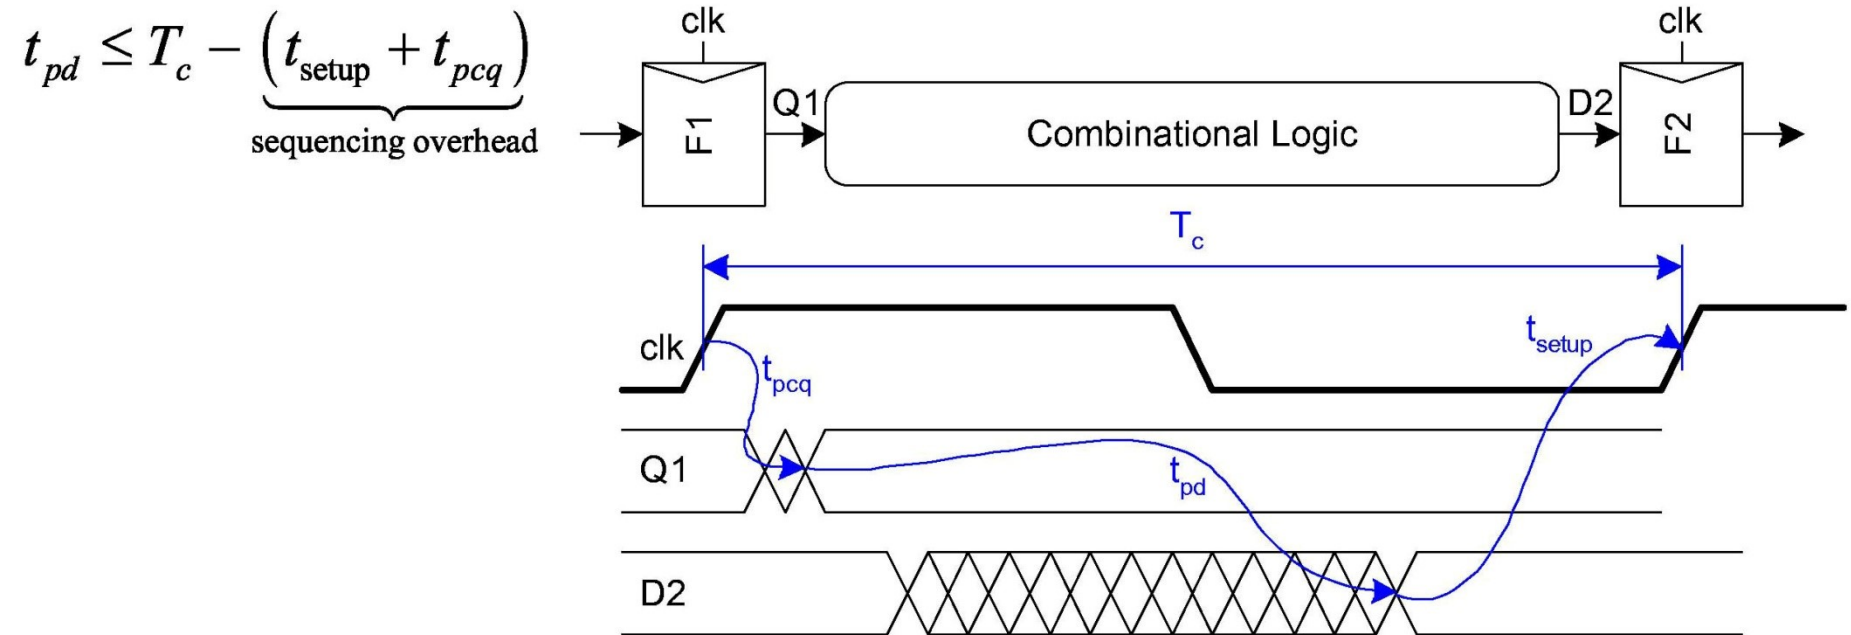 t_pd ≤ T_c − (t_setup + t_pcq)
sequencing overhead
clk
clk
F1
Q1
Combinational Logic
D2
F2
T_c
clk
t_pcq
t_setup
Q1
t_pd
D2